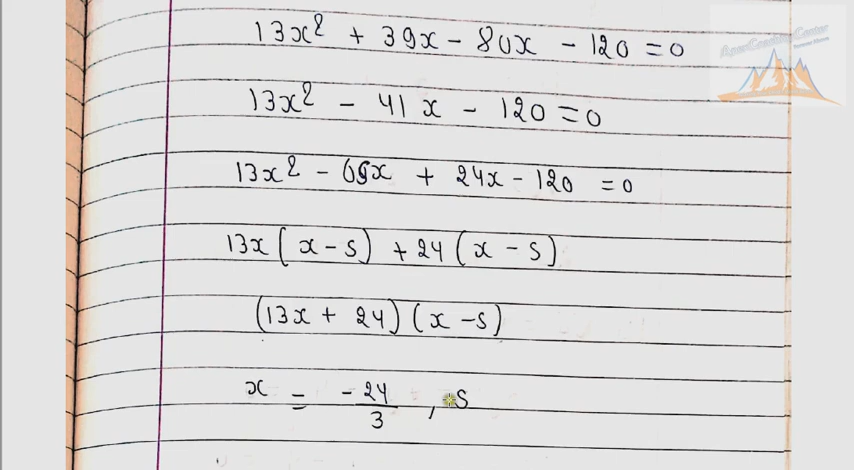 13x² + 39x - 80x - 120 = 0
13x² - 41x - 120 = 0
13x² - 65x + 24x - 120 = 0
13x ( x - 5 ) + 24 ( x - 5 )
(13x + 24) ( x - 5)
x = -24/3 , 5